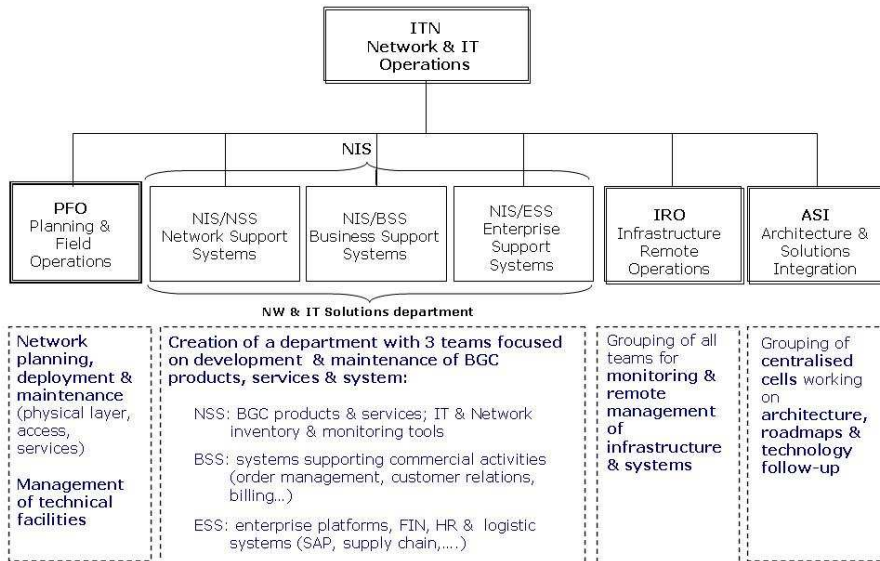 ITN
Network & IT
Operations
NIS
PFO
Planning &
Field
Operations
NIS/NSS
Network Support
Systems
NIS/BSS
Business Support
Systems
NIS/ESS
Enterprise
Support
Systems
IRO
Infrastructure
Remote
Operations
ASI
Architecture &
Solutions
Integration
NW & IT Solutions department
Network
planning,
deployment &
maintenance
(physical layer,
access,
services)
Management
of technical
facilities
Creation of a department with 3 teams focused
on development & maintenance of BGC
products, services & system:
NSS: BGC products & services; IT & Network
inventory & monitoring tools
BSS: systems supporting commercial activities
(order management, customer relations,
billing...)
ESS: enterprise platforms, FIN, HR & logistic
systems (SAP, supply chain,....)
Grouping of all
teams for
monitoring &
remote
management
of
infrastructure
& systems
Grouping of
centralised
cells working
on
architecture,
roadmaps &
technology
follow-up